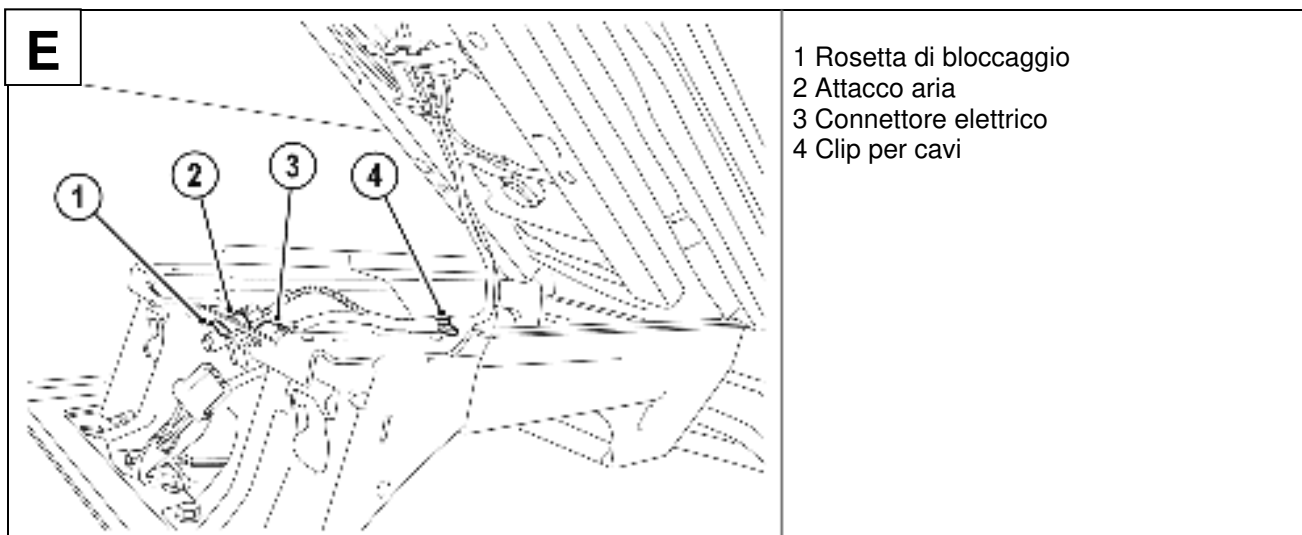 E
1 Rosetta di bloccaggio
2 Attacco aria
3 Connettore elettrico
4 Clip per cavi
1
2
3
4